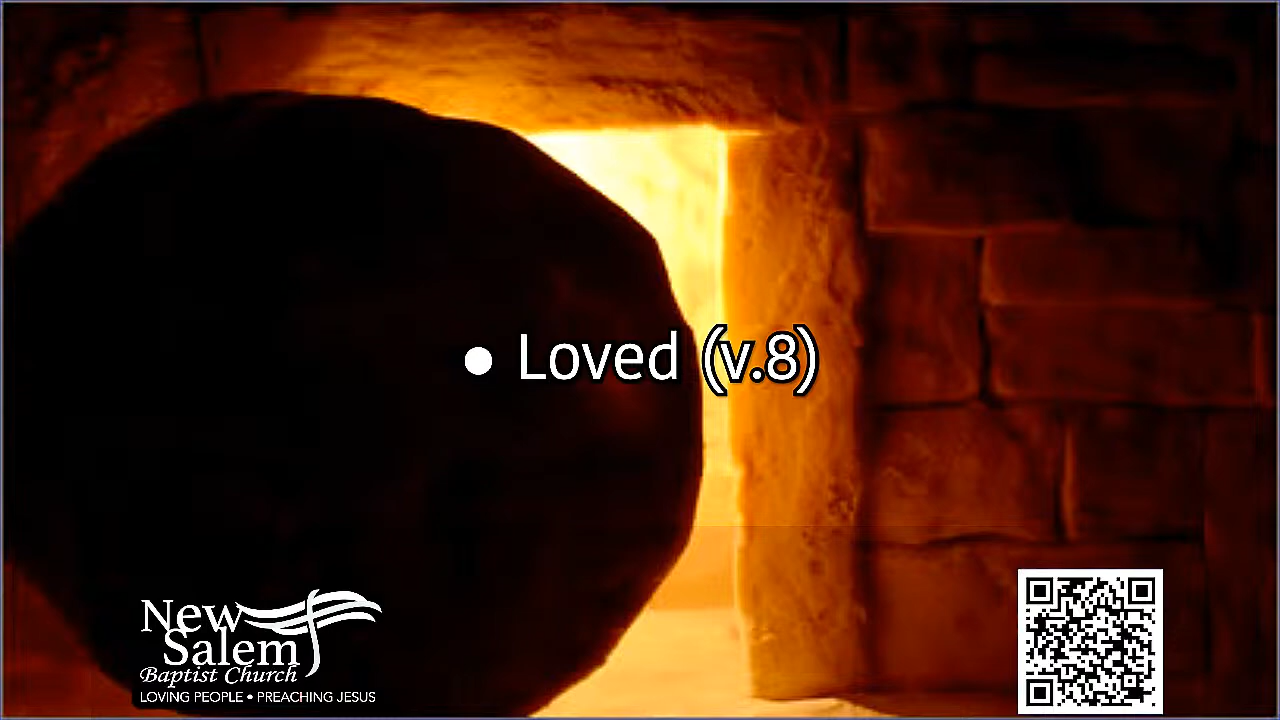 • Loved (v.8)
New
Salem
Baptist Church
LOVING PEOPLE • PREACHING JESUS